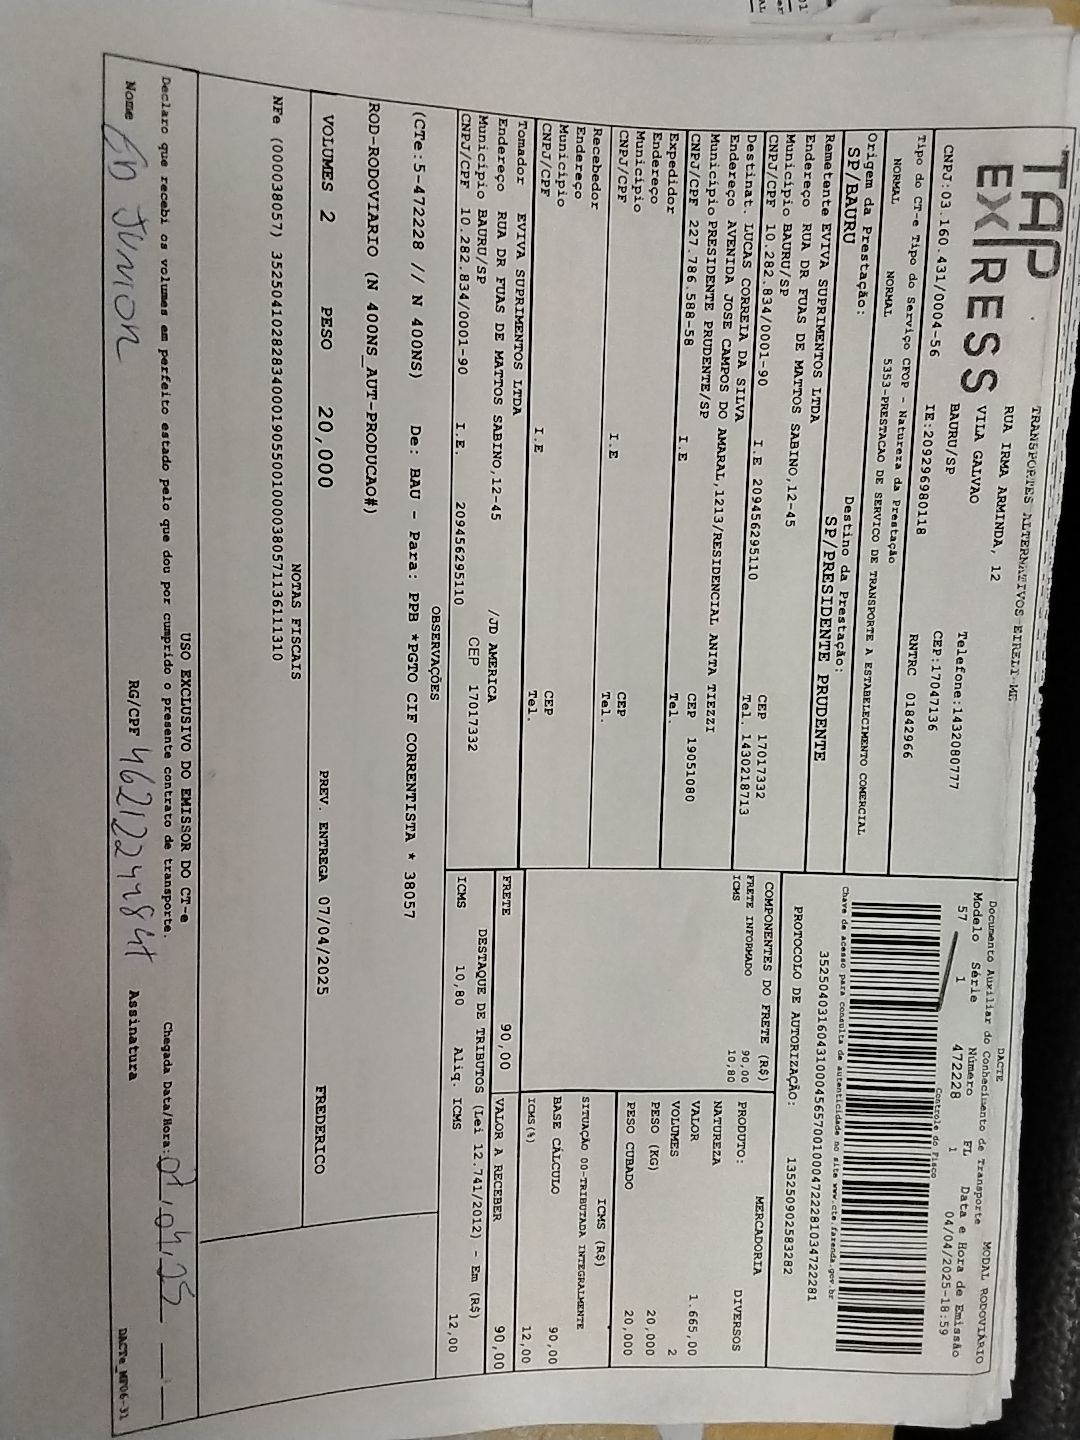 TAP
EXPRESS
TRANSPORTES ALTERNATIVOS EIRELI-ME
RUA IRMA ARMINDA, 12
VILA GALVAO
BAURU/SP
Telefone:1432080777
CEP:17047136
CNPJ:03.160.431/0004-56
IE:209296980118
RNTRC 01842966
DACTE MODAL RODOVIÁRIO
Documento Auxiliar do Conhecimento de Transporte
Modelo Série Número FL Data e Hora de Emissão
57 1 472228 1 04/04/2025-18:59
Controle do Fisco
Chave de acesso para consulta de autenticidade no site www.cte.fazenda.gov.br
PROTOCOLO DE AUTORIZAÇÃO: 135250902583282
Tipo do CT-e Tipo do Serviço CFOP - Natureza da Prestação
NORMAL NORMAL 5353-PRESTACAO DE SERVICO DE TRANSPORTE A ESTABELECIMENTO COMERCIAL
Origem da Prestação: Destino da Prestação:
SP/BAURU SP/PRESIDENTE PRUDENTE
Remetente EVIVA SUPRIMENTOS LTDA
Endereço RUA DR FUAS DE MATTOS SABINO,12-45
Município BAURU/SP CEP 17017332
CNPJ/CPF 10.282.834/0001-90 I.E 209456295110 Tel. 1430218713
Destinat. LUCAS CORREIA DA SILVA
Endereço AVENIDA JOSE CAMPOS DO AMARAL,1213/RESIDENCIAL ANITA TIEZZI
Município PRESIDENTE PRUDENTE/SP CEP 19051080
CNPJ/CPF 227.786.588-58 I.E Tel.
Expedidor
Endereço
Município CEP
CNPJ/CPF I.E Tel.
Recebedor
Endereço
Município CEP
CNPJ/CPF I.E Tel.
Tomador EVIVA SUPRIMENTOS LTDA
Endereço RUA DR FUAS DE MATTOS SABINO,12-45 /JD AMERICA
Município BAURU/SP CEP 17017332
CNPJ/CPF 10.282.834/0001-90 I.E. 209456295110
COMPONENTES DO FRETE (R$)
FRETE INFORMADO 90,00
ICMS 10,80
MERCADORIA
PRODUTO: DIVERSOS
NATUREZA
VALOR 1.665,00
VOLUMES 2
PESO (KG) 20,000
PESO CUBADO 20,000
ICMS (R$)
SITUAÇÃO 00-TRIBUTADA INTEGRALMENTE
BASE CÁLCULO 90,00
ICMS(%) 12,00
FRETE 90,00
VALOR A RECEBER 90,00
DESTAQUE DE TRIBUTOS (Lei 12.741/2012) - Em (R$)
ICMS 10,80 Aliq. ICMS 12,00
OBSERVAÇÕES
(CTe:5-472228 // N 400NS) De: BAU - Para: PPB *PGTO CIF CORRENTISTA * 38057
ROD-RODOVIARIO (N 400NS_AUT-PRODUCAO#)
VOLUMES 2 PESO 20,000 PREV. ENTREGA 07/04/2025 FREDERICO
NOTAS FISCAIS
USO EXCLUSIVO DO EMISSOR DO CT-e
Declaro que recebi os volumes em perfeito estado pelo que dou por cumprido o presente contrato de transporte. Chegada Data/Hora:
Nome Junior RG/CPF Assinatura
DACTe_MF06-31